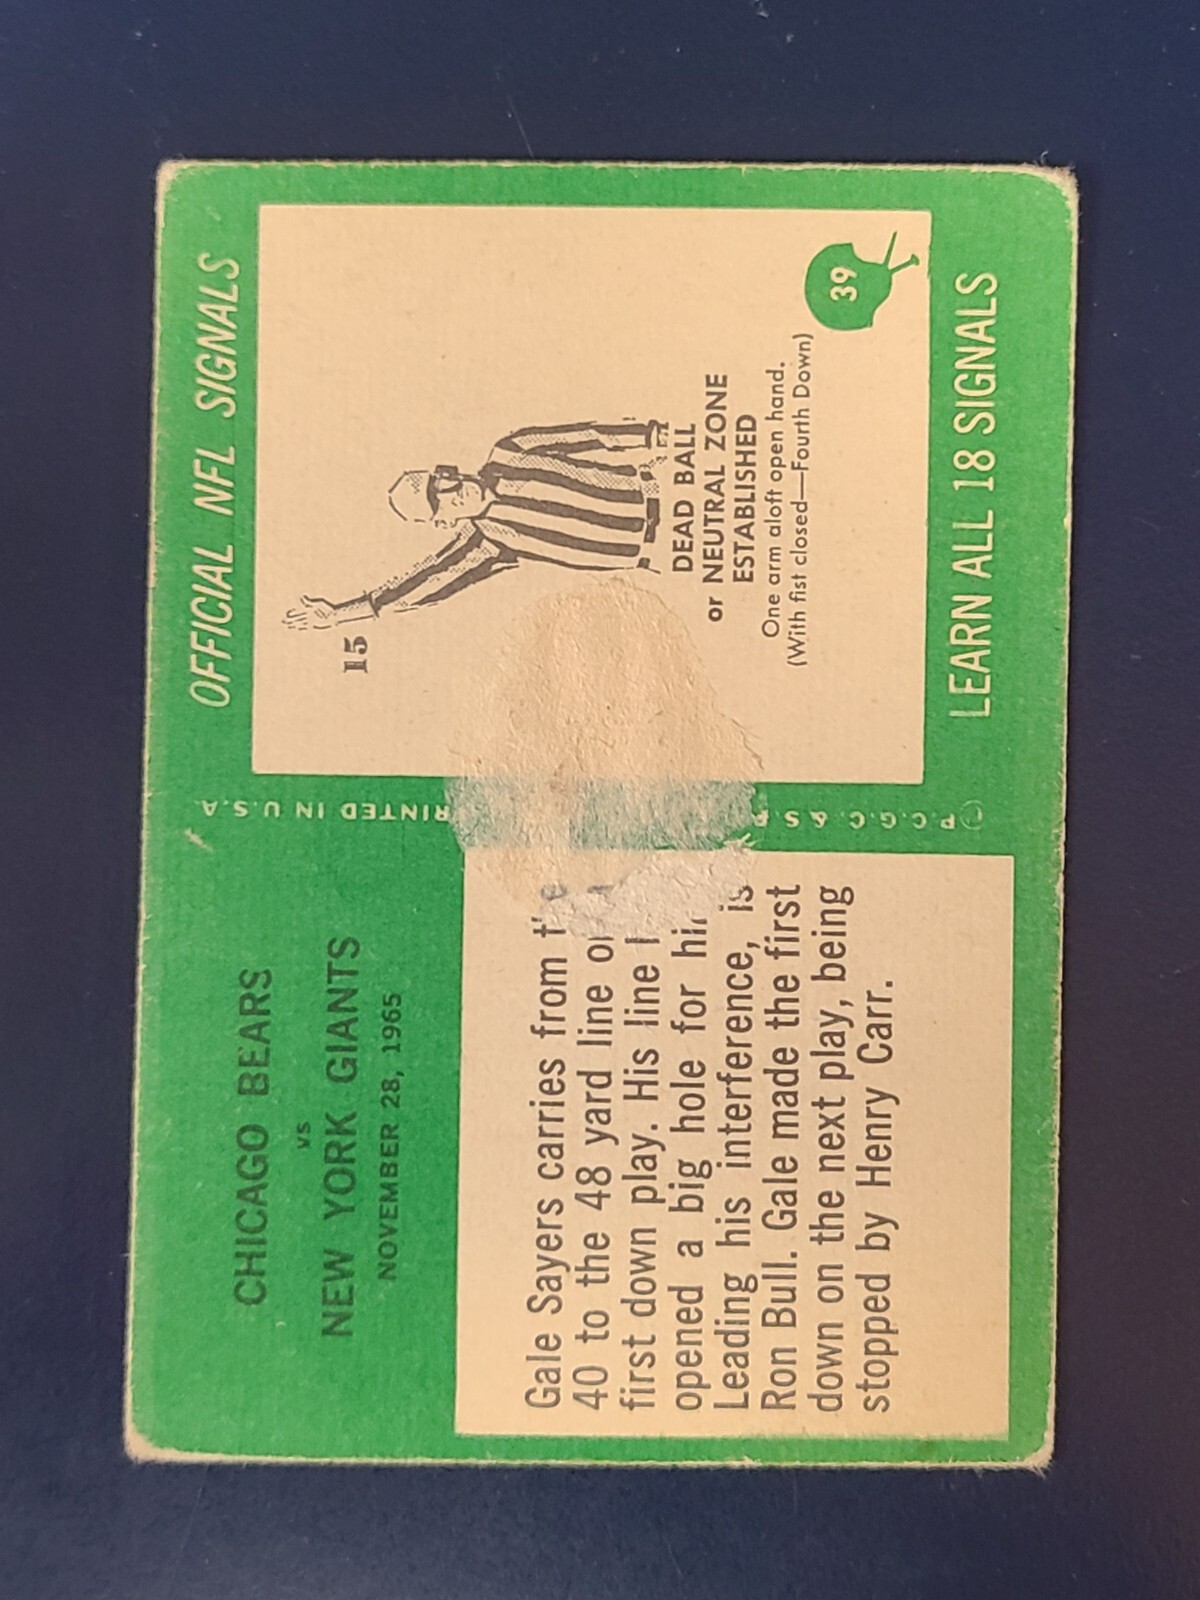 CHICAGO BEARS
vs
NEW YORK GIANTS
NOVEMBER 28, 1965
Gale Sayers carries from
40 to the 48 yard line
first down play. His line
opened a big hole for
Leading his interference, is
Ron Bull. Gale made the first
down on the next play, being
stopped by Henry Carr.
P.C.G.C. & S.
RINTED IN U.S.A.
OFFICIAL NFL SIGNALS
15
DEAD BALL
or NEUTRAL ZONE
ESTABLISHED
One arm aloft open hand.
(With fist closed—Fourth Down)
39
LEARN ALL 18 SIGNALS